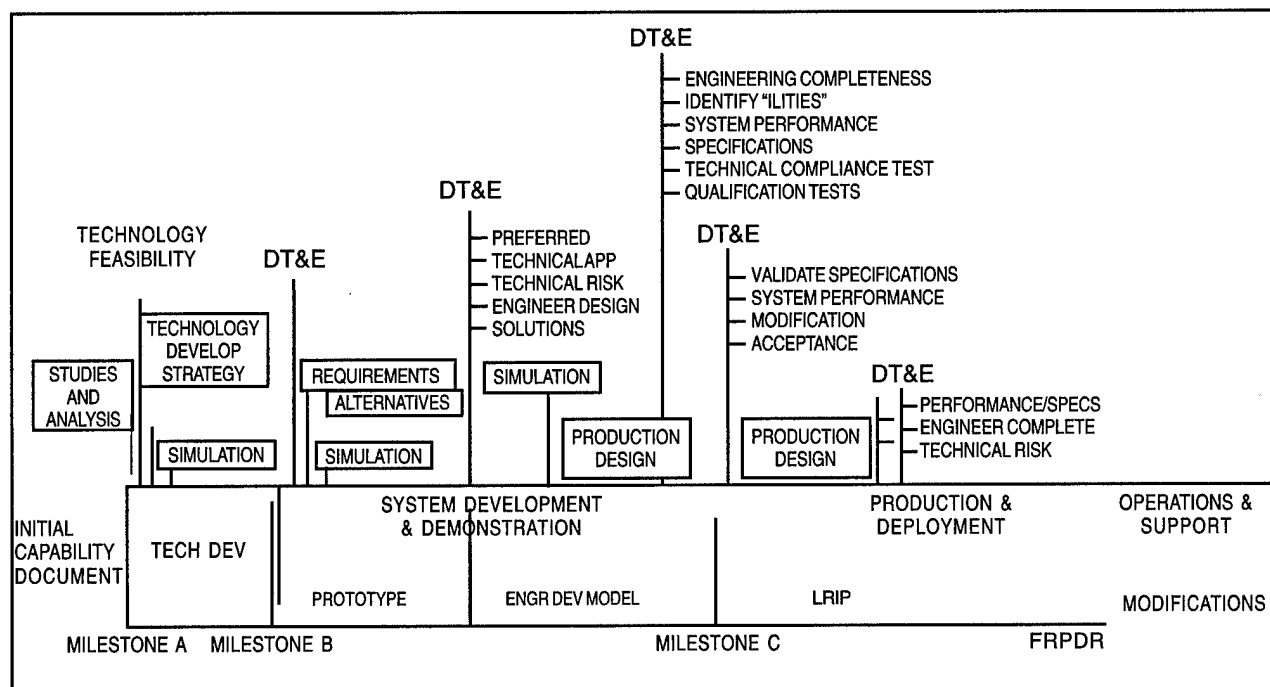 DT&E
ENGINEERING COMPLETENESS
IDENTIFY "ILITIES"
SYSTEM PERFORMANCE
SPECIFICATIONS
TECHNICAL COMPLIANCE TEST
QUALIFICATION TESTS
DT&E
PREFERRED
TECHNICALAPP
TECHNICAL RISK
ENGINEER DESIGN
SOLUTIONS
TECHNOLOGY
FEASIBILITY
DT&E
DT&E
VALIDATE SPECIFICATIONS
SYSTEM PERFORMANCE
MODIFICATION
ACCEPTANCE
TECHNOLOGY
DEVELOP
STRATEGY
STUDIES
AND
ANALYSIS
SIMULATION
REQUIREMENTS
ALTERNATIVES
SIMULATION
SIMULATION
PRODUCTION
DESIGN
PRODUCTION
DESIGN
DT&E
PERFORMANCE/SPECS
ENGINEER COMPLETE
TECHNICAL RISK
INITIAL
CAPABILITY
DOCUMENT
TECH DEV
SYSTEM DEVELOPMENT
& DEMONSTRATION
PRODUCTION &
DEPLOYMENT
OPERATIONS &
SUPPORT
PROTOTYPE
ENGR DEV MODEL
LRIP
MODIFICATIONS
MILESTONE A
MILESTONE B
MILESTONE C
FRPDR